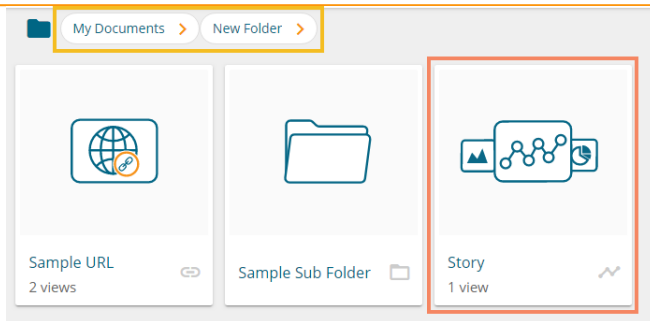 My Documents
New Folder
Sample URL
2 views
Sample Sub Folder
Story
1 view